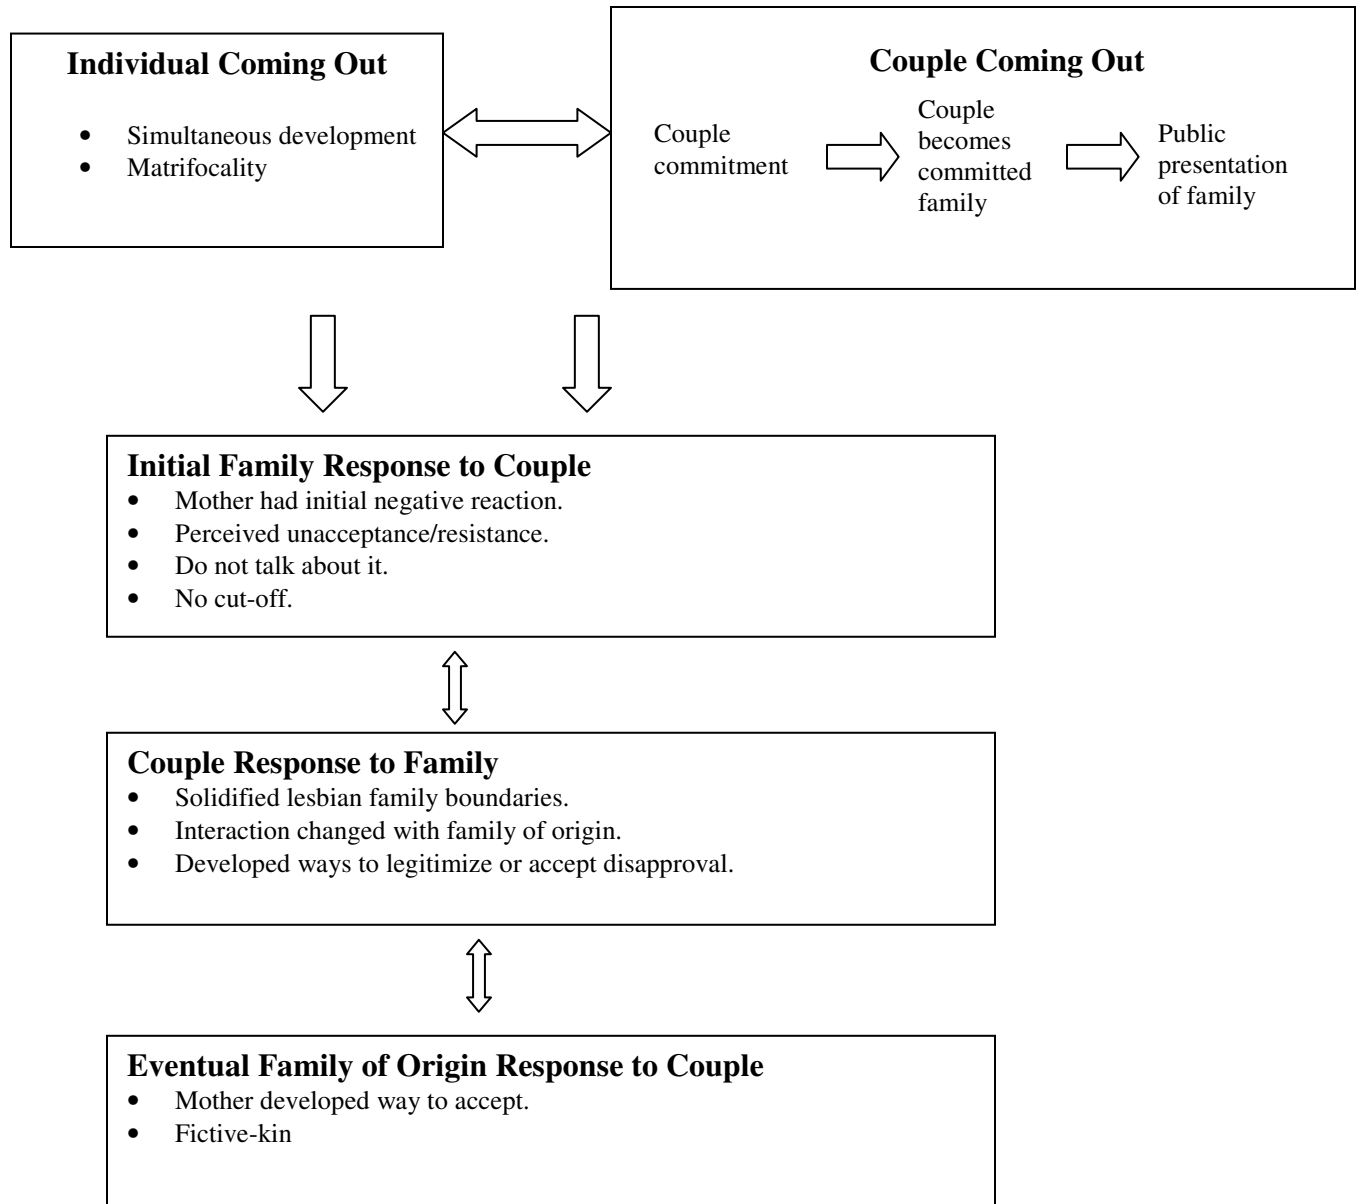 Individual Coming Out
• Simultaneous development
• Matrifocality
Couple Coming Out
Couple
commitment
Couple
becomes
committed
family
Public
presentation
of family
Initial Family Response to Couple
• Mother had initial negative reaction.
• Perceived unacceptance/resistance.
• Do not talk about it.
• No cut-off.
Couple Response to Family
• Solidified lesbian family boundaries.
• Interaction changed with family of origin.
• Developed ways to legitimize or accept disapproval.
Eventual Family of Origin Response to Couple
• Mother developed way to accept.
• Fictive-kin